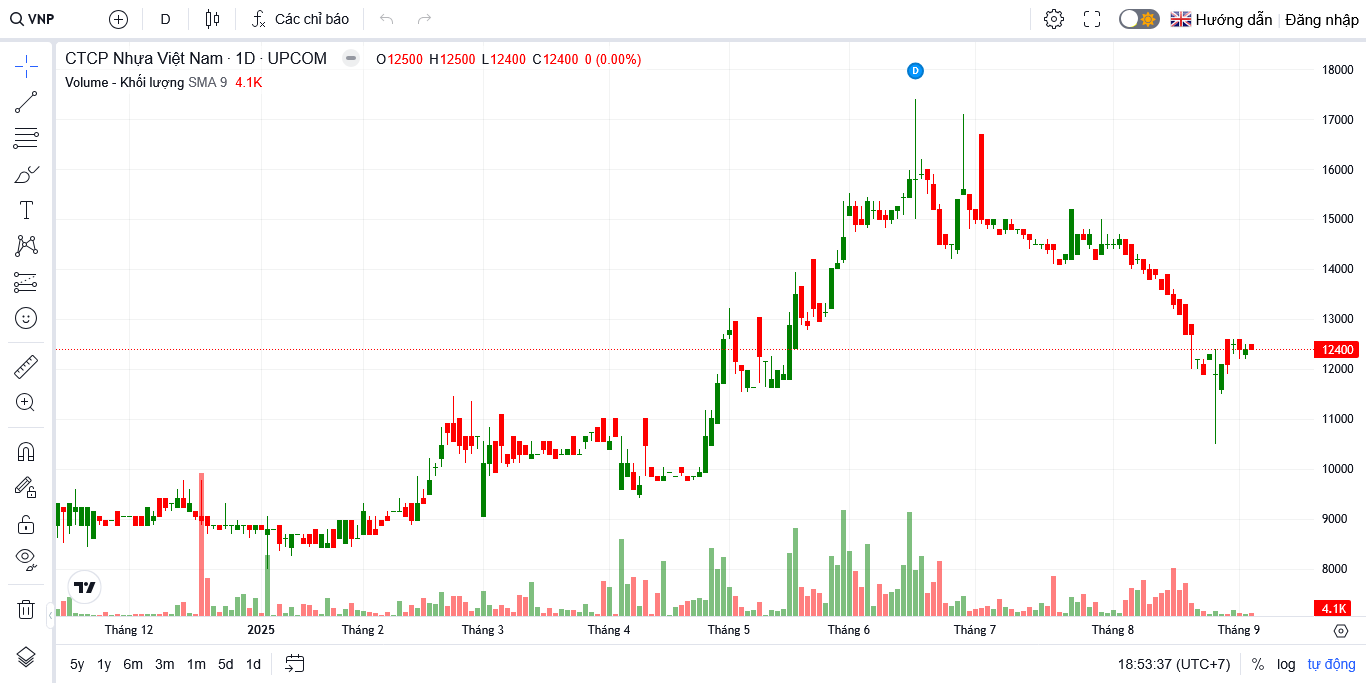 VNP D Các chỉ báo Hướng dẫn Đăng nhập
CTCP Nhựa Việt Nam · 1D · UPCOM O12500 H12500 L12400 C12400 0 (0.00%)
Volume - Khối lượng SMA 9 4.1K
D
18000
17000
16000
15000
14000
13000
12400
12000
11000
10000
9000
8000
4.1K
Tháng 12 2025 Tháng 2 Tháng 3 Tháng 4 Tháng 5 Tháng 6 Tháng 7 Tháng 8 Tháng 9
5y 1y 6m 3m 1m 5d 1d 18:53:37 (UTC+7) % log tự động